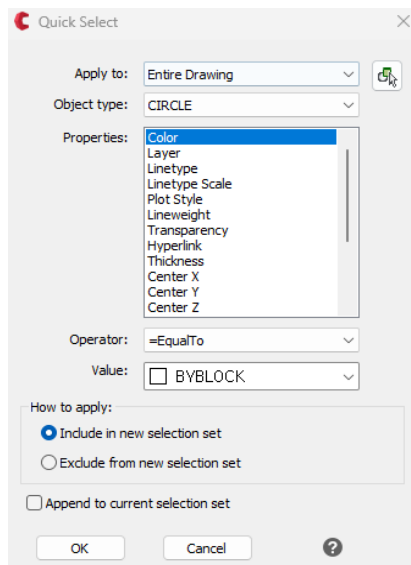 Quick Select
Apply to: Entire Drawing
Object type: CIRCLE
Properties: Color
Layer
Linetype
Linetype Scale
Plot Style
Lineweight
Transparency
Hyperlink
Thickness
Center X
Center Y
Center Z
Operator: =EqualTo
Value: BYBLOCK
How to apply:
Include in new selection set
Exclude from new selection set
Append to current selection set
OK Cancel ?